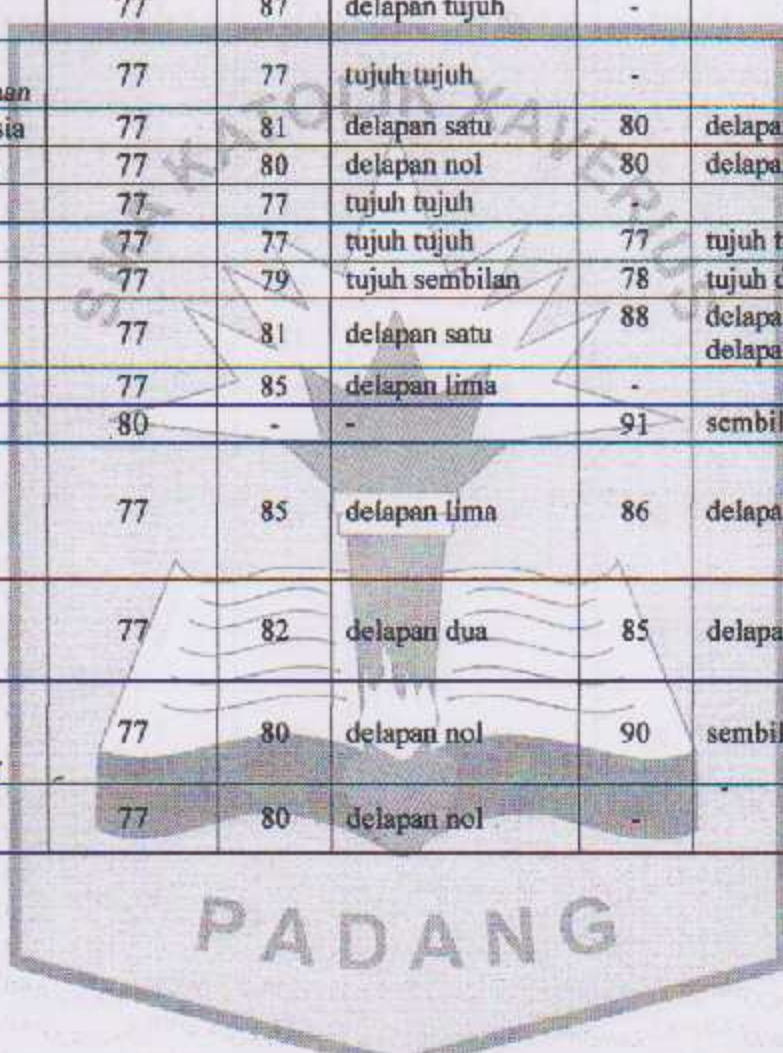 77 87 delapan tujuh -
77 77 tujuh tujuh -
77 81 delapan satu 80 delapa
77 80 delapan nol 80 delapa
77 77 tujuh tujuh -
77 77 tujuh tujuh 77 tujuh t
77 79 tujuh sembilan 78 tujuh
77 81 delapan satu 88 delapa
delapa
77 85 delapan lima -
80 - - 91 sembil
77 85 delapan lima 86 delapa
77 82 delapan dua 85 delapa
77 80 delapan nol 90 sembil
77 80 delapan nol - -
SMA KATOLIK XAVERIUS
PADANG